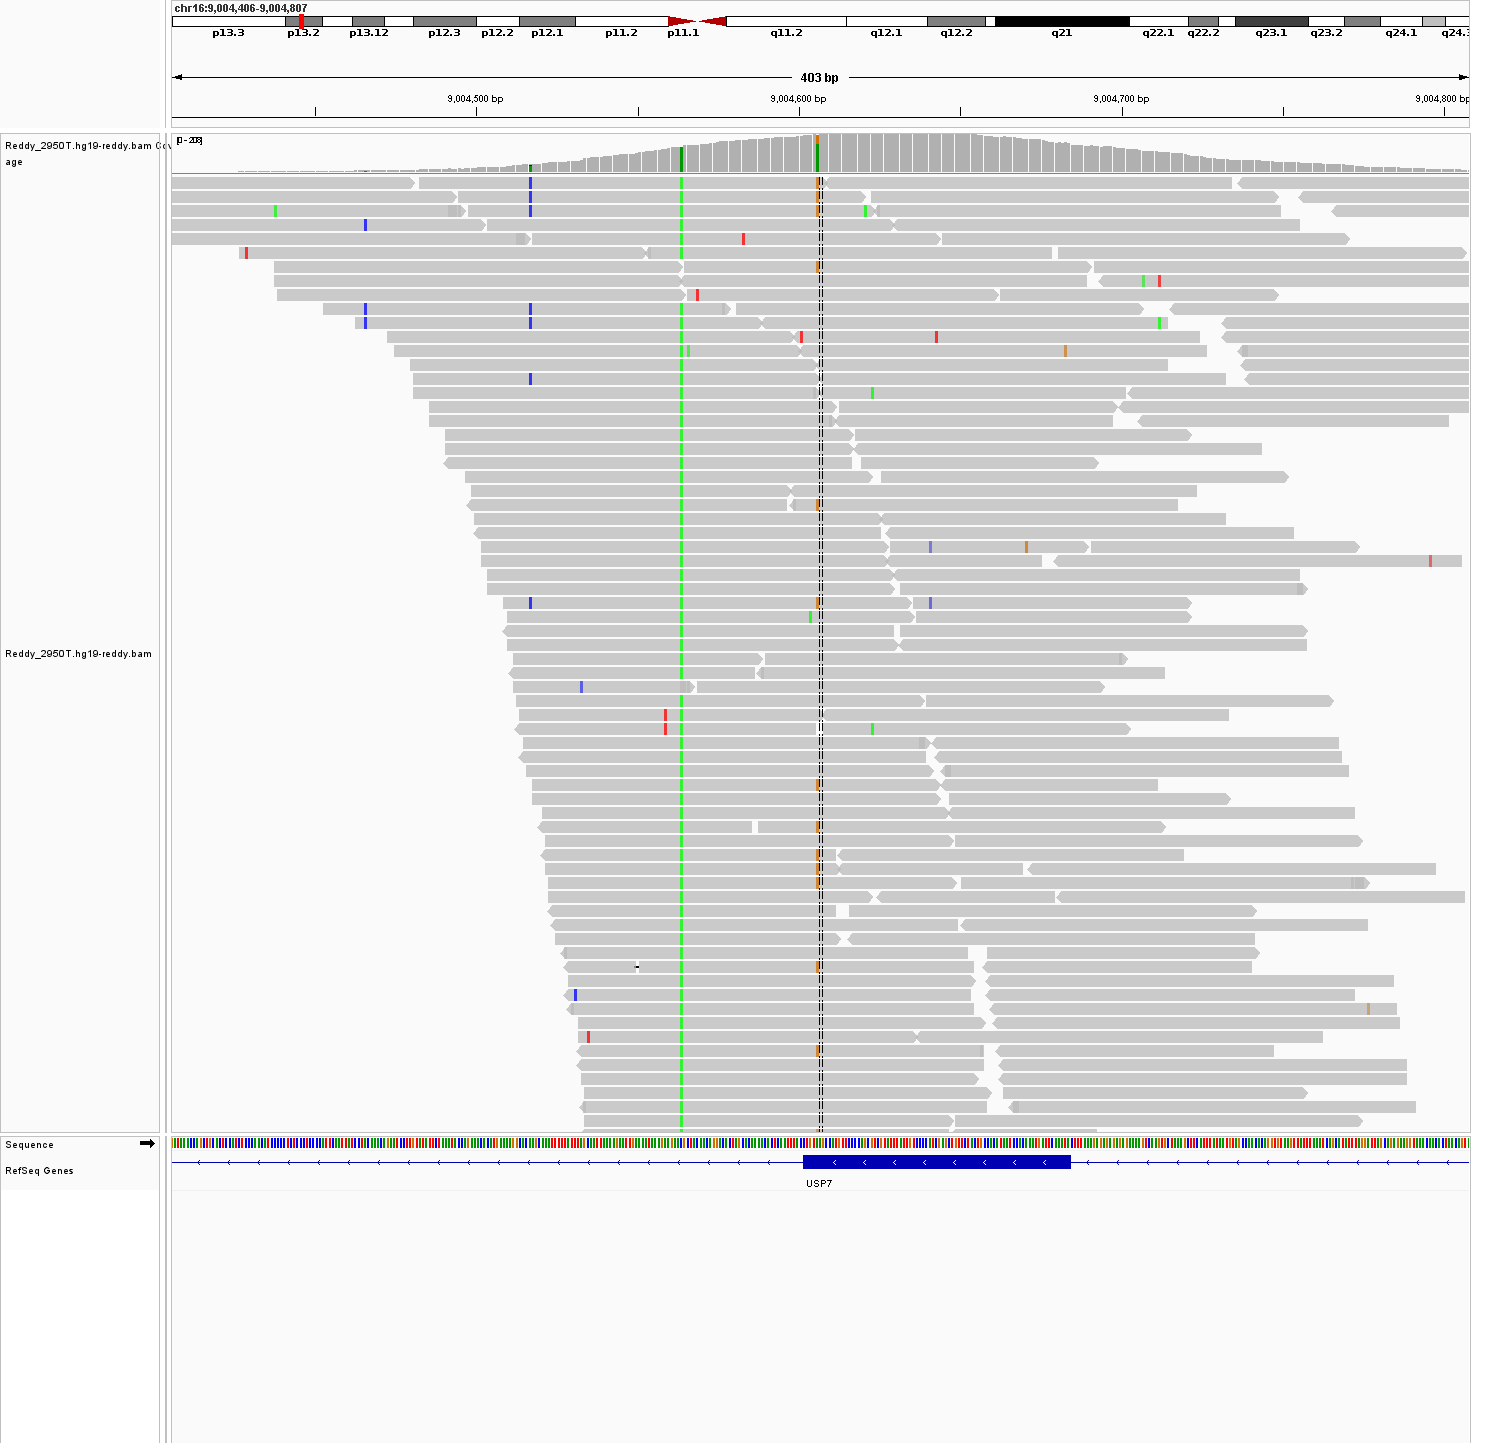 chr16:9,004,406-9,004,807
p13.3 p13.2 p13.12 p12.3 p12.2 p12.1 p11.2 p11.1 q11.2 q12.1 q12.2 q21 q22.1 q22.2 q23.1 q23.2 q24.1 q24.3
403 bp
9,004,500 bp 9,004,600 bp 9,004,700 bp 9,004,800 bp
Reddy_2950T.hg19-reddy.bam Cov
age
Reddy_2950T.hg19-reddy.bam
Sequence
RefSeq Genes
USP7